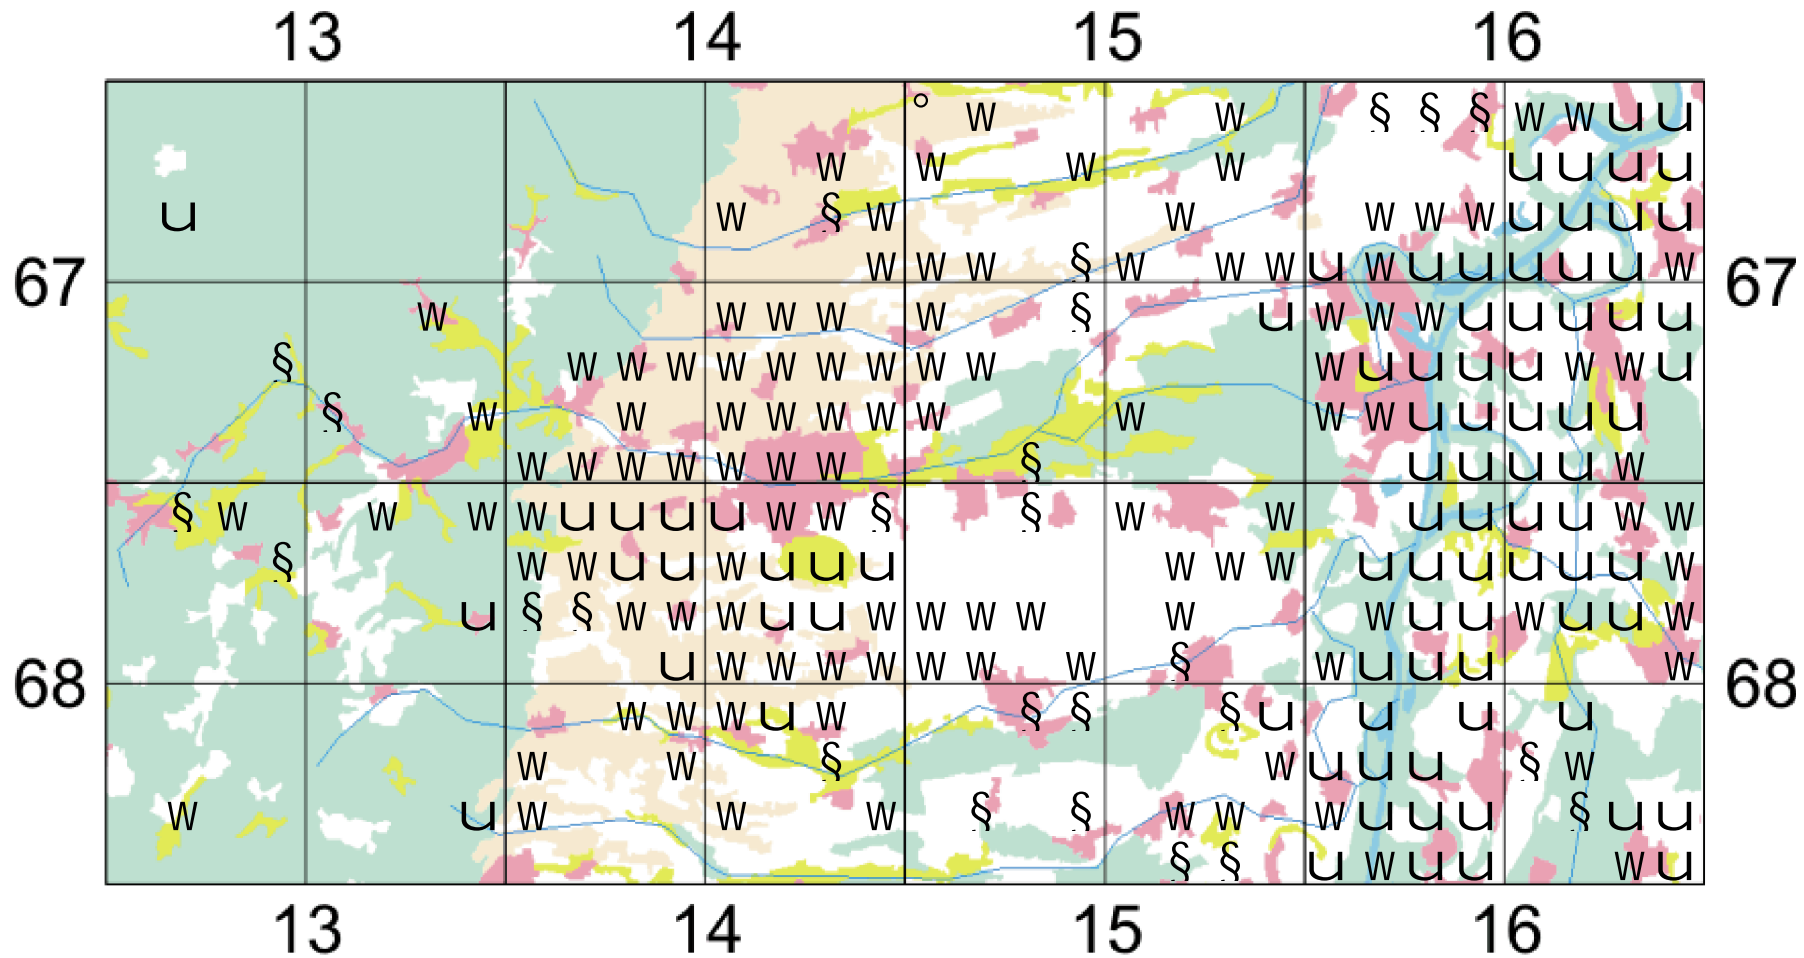 13 14 15 16
° w w § § § w w u u
w w w w u u u u
u w § w w w w w u u u u
w w w § w w w u w u u u u u w
67 67
w w w w w § u w w w u u u u u
§ w w w w w w w w w w u u u u w w u
§ w w w w w w w w w w u u u u u
w w w w w w w § u u u u w
§ w w w w u u u u w w § § w w u u u u w w
§ w w u u w u u u w w w u u u u u u w
u § § w w w u u w w w w w w u u w u u w
u w w w w w w w § w u u u w
68 68
w w w u w § § § u u u u
w w § w u u u § w
w u w w w § § w w w u u u § u u
§ § u w u u w u
13 14 15 16